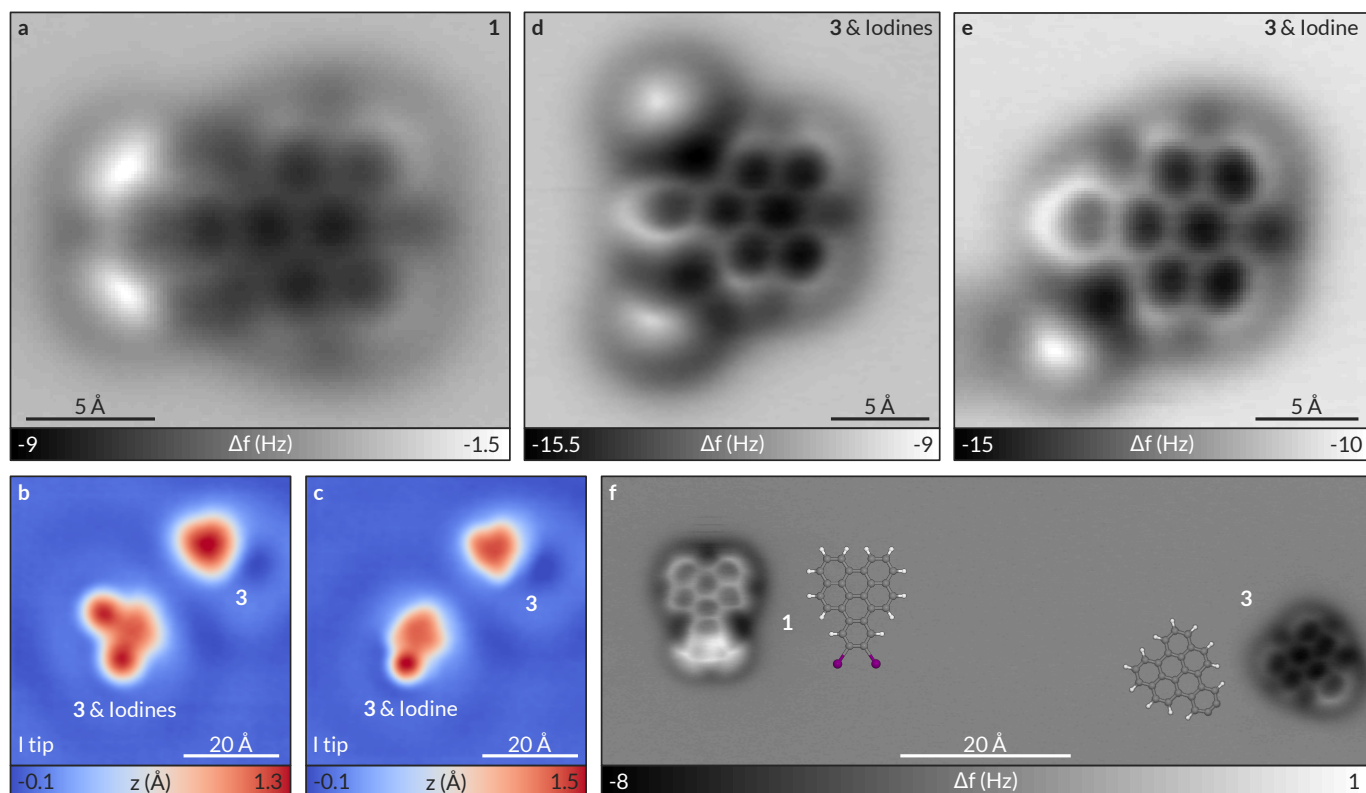 a
1
5 Å
-9
Δf (Hz)
-1.5
d
3 & Iodines
5 Å
-15.5
Δf (Hz)
-9
e
3 & Iodine
5 Å
-15
Δf (Hz)
-10
b
3
3 & Iodines
I tip
20 Å
-0.1
z (Å)
1.3
c
3
3 & Iodine
I tip
20 Å
-0.1
z (Å)
1.5
f
1
3
20 Å
-8
Δf (Hz)
1